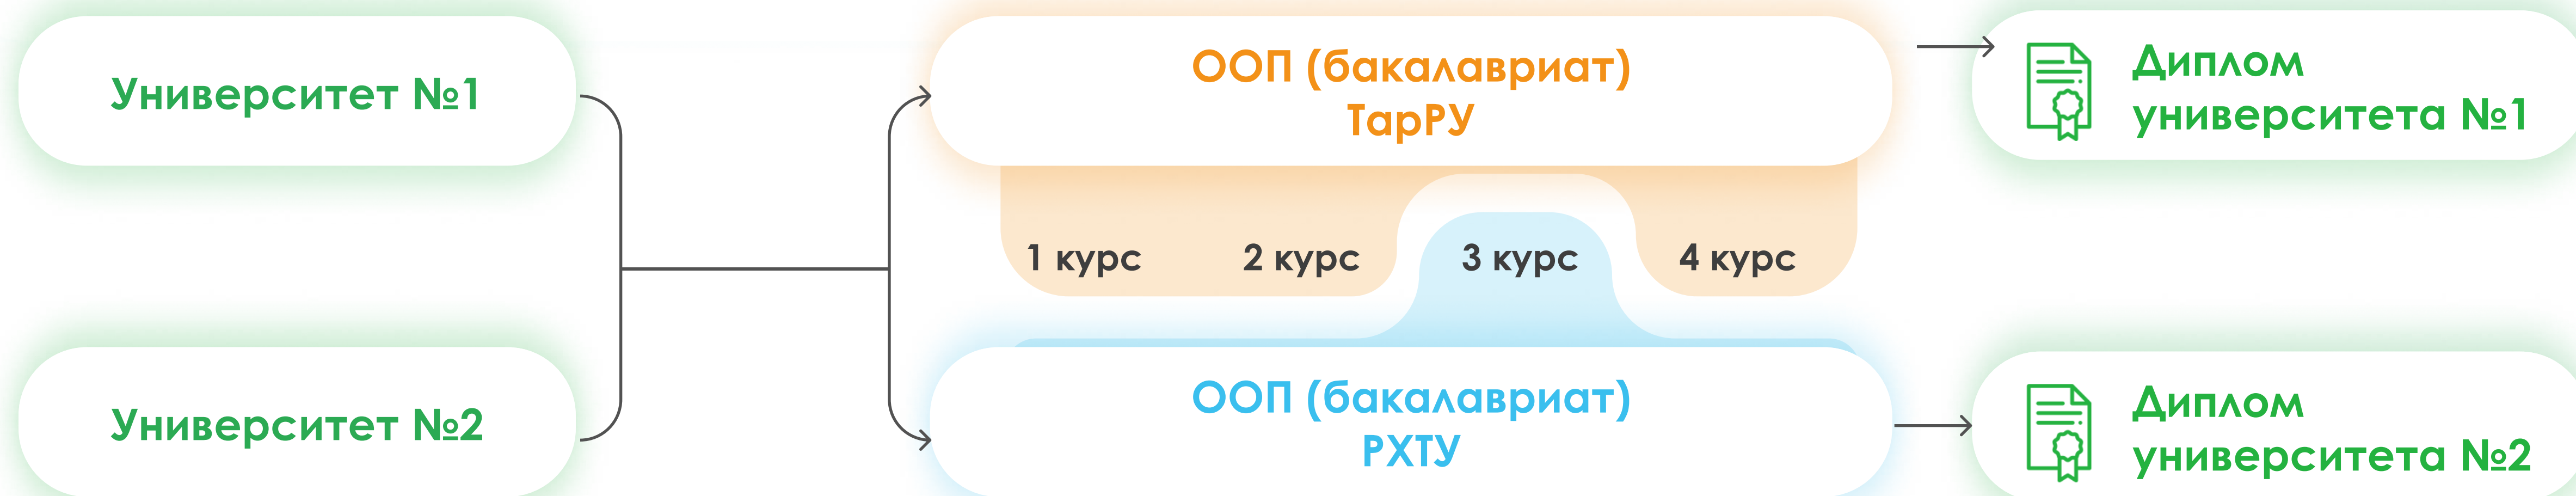 Университет №1
ООП (бакалавриат)
ТарРУ
Диплом
университета №1
1 курс
2 курс
3 курс
4 курс
Университет №2
ООП (бакалавриат)
РХТУ
Диплом
университета №2